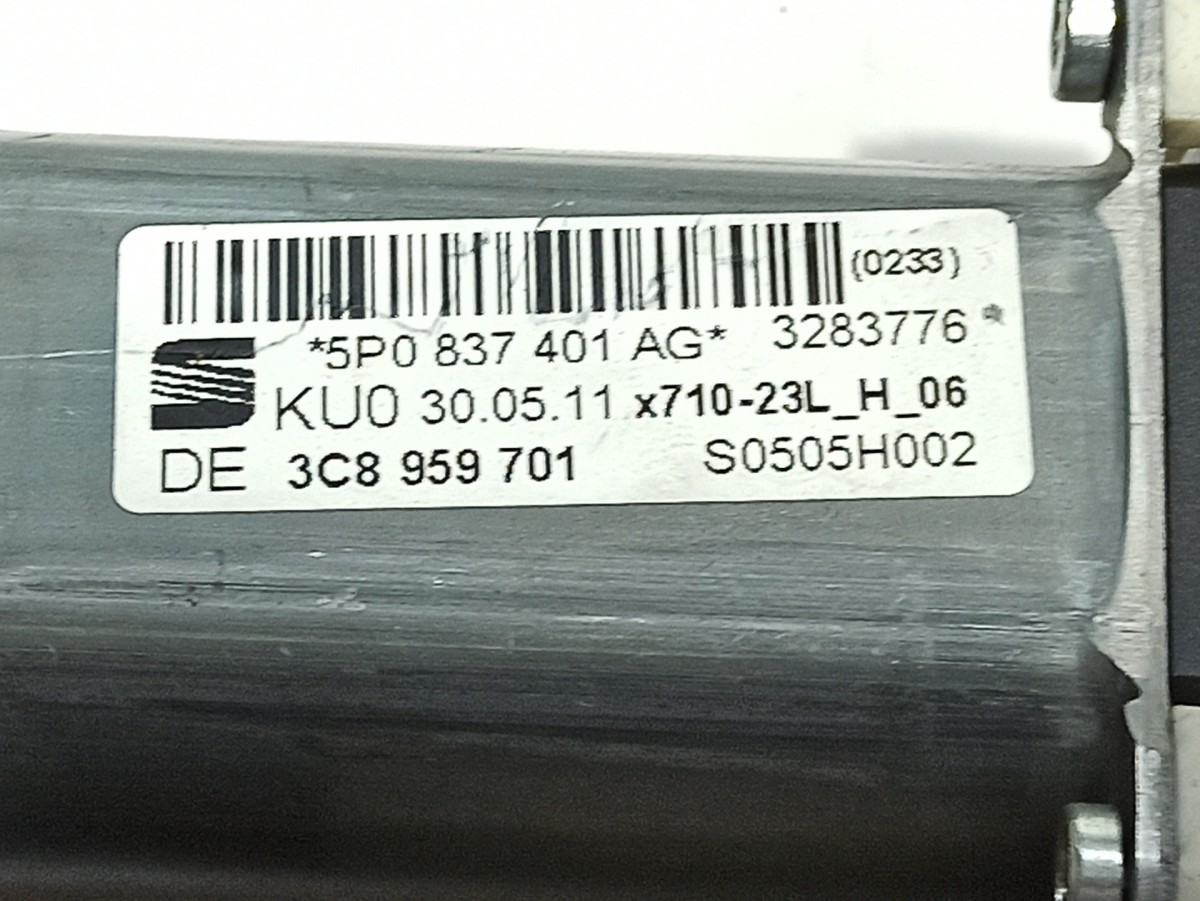 (0233)
*5P0 837 401 AG* 3283776 *
KU0 30.05.11 x710-23L_H_06
DE 3C8 959 701 S0505H002